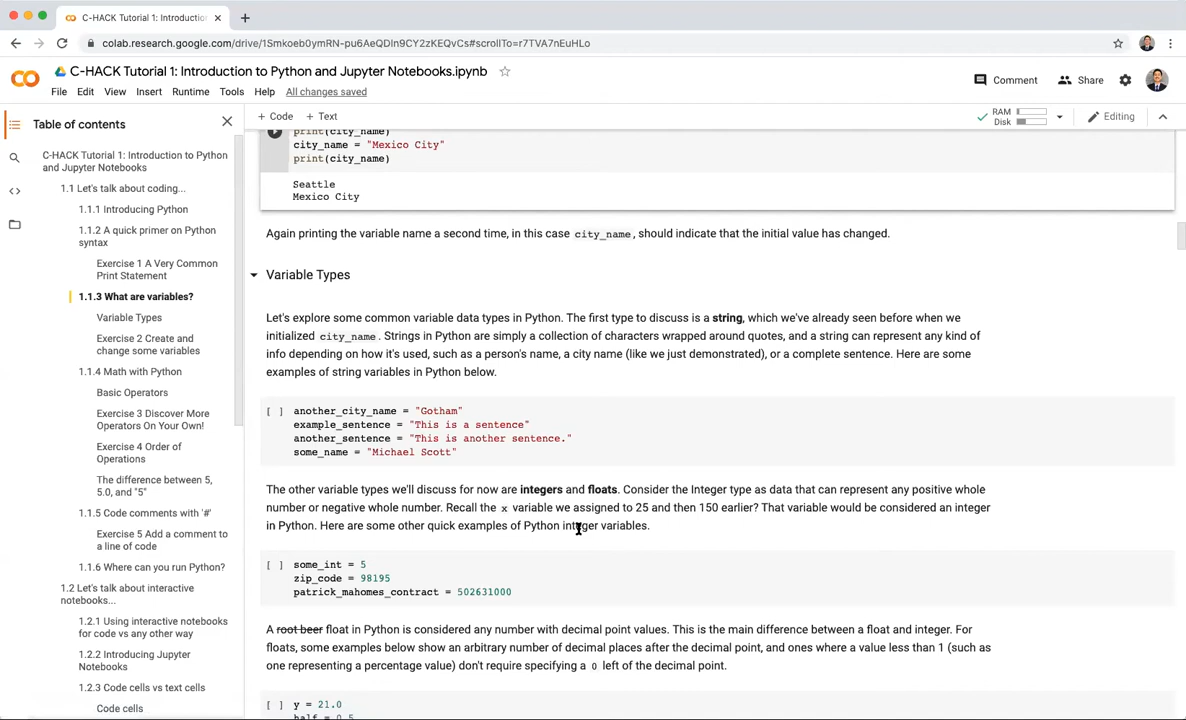 C-HACK Tutorial 1: Introduction
colab.research.google.com/drive/1Smkoeb0ymRN-pu6AeQDIn9CY2zKEQvCs#scrollTo=r7TVA7nEuHLo
C-HACK Tutorial 1: Introduction to Python and Jupyter Notebooks.ipynb
Comment
Share
File Edit View Insert Runtime Tools Help All changes saved
Table of contents
+ Code + Text
RAM
Disk
Editing
C-HACK Tutorial 1: Introduction to Python
and Jupyter Notebooks
1.1 Let's talk about coding...
1.1.1 Introducing Python
1.1.2 A quick primer on Python
syntax
Exercise 1 A Very Common
Print Statement
1.1.3 What are variables?
Variable Types
Exercise 2 Create and
change some variables
1.1.4 Math with Python
Basic Operators
Exercise 3 Discover More
Operators On Your Own!
Exercise 4 Order of
Operations
The difference between 5,
5.0, and "5"
1.1.5 Code comments with '#'
Exercise 5 Add a comment to
a line of code
1.1.6 Where can you run Python?
1.2 Let's talk about interactive
notebooks...
1.2.1 Using interactive notebooks
for code vs any other way
1.2.2 Introducing Jupyter
Notebooks
1.2.3 Code cells vs text cells
Code cells
print(city_name)
city_name = "Mexico City"
print(city_name)
Seattle
Mexico City
Again printing the variable name a second time, in this case city_name, should indicate that the initial value has changed.
Variable Types
Let's explore some common variable data types in Python. The first type to discuss is a string, which we've already seen before when we
initialized city_name. Strings in Python are simply a collection of characters wrapped around quotes, and a string can represent any kind of
info depending on how it's used, such as a person's name, a city name (like we just demonstrated), or a complete sentence. Here are some
examples of string variables in Python below.
[ ] another_city_name = "Gotham"
example_sentence = "This is a sentence"
another_sentence = "This is another sentence."
some_name = "Michael Scott"
The other variable types we'll discuss for now are integers and floats. Consider the Integer type as data that can represent any positive whole
number or negative whole number. Recall the x variable we assigned to 25 and then 150 earlier? That variable would be considered an integer
in Python. Here are some other quick examples of Python integer variables.
[ ] some_int = 5
zip_code = 98195
patrick_mahomes_contract = 502631000
A root beer float in Python is considered any number with decimal point values. This is the main difference between a float and integer. For
floats, some examples below show an arbitrary number of decimal places after the decimal point, and ones where a value less than 1 (such as
one representing a percentage value) don't require specifying a 0 left of the decimal point.
[ ] y = 21.0
half = 0.5